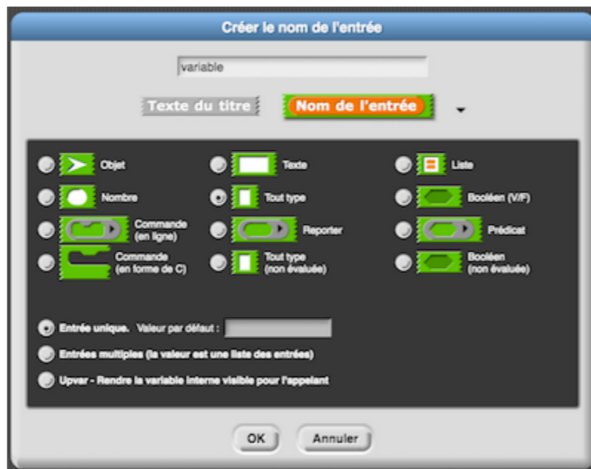 Créer le nom de l'entrée
variable
Texte du titre Nom de l'entrée
Objet Texte Liste
Nombre Tout type Booléen (V/F)
Commande (en ligne) Reporter Prédicat
Commande (en forme de C) Tout type (non évaluée) Booléen (non évaluée)
Entrée unique. Valeur par défaut :
Entrées multiples (la valeur est une liste des entrées)
Upvar - Rendre la variable interne visible pour l'appelant
OK Annuler